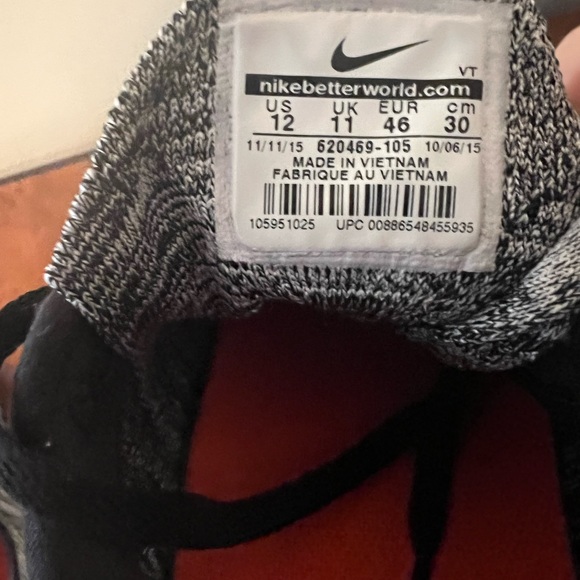 VT
nikebetterworld.com
US UK EUR cm
12 11 46 30
11/11/15 620469-105 10/06/15
MADE IN VIETNAM
FABRIQUE AU VIETNAM
105951025 UPC 00886548455935